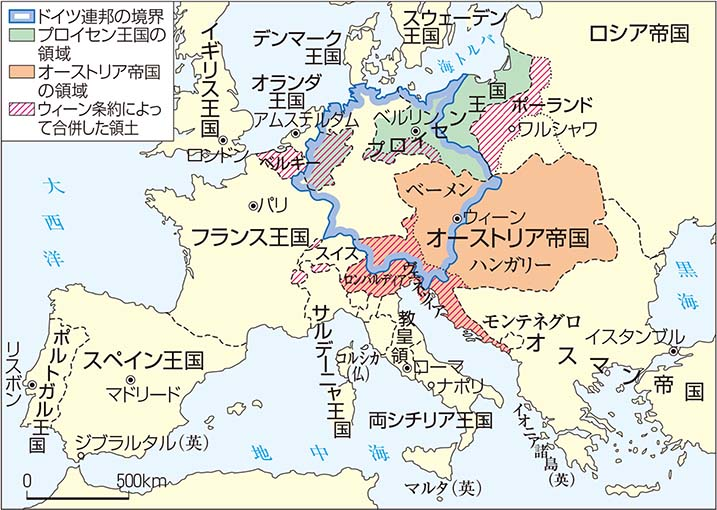 ドイツ連邦の境界
プロイセン王国の
領域
オーストリア帝国
の領域
ウィーン条約によっ
て合併した領土
スウェーデン
王国
デンマーク
王国
バルト海
ロシア帝国
イギリス王国
オランダ
王国
アムステルダム
ベルリン
プロイセン王国
ポーランド
ワルシャワ
ロンドン
ベルギー
大西洋
パリ
ベーメン
ウィーン
フランス王国
オーストリア帝国
スイス
ハンガリー
ロンバルディア
ヴェネツィア
黒海
サルデーニャ王国
教皇領
モンテネグロ
イスタンブル
オスマン帝国
コルシカ
(仏)
ローマ
ナポリ
ポルトガル王国
リスボン
スペイン王国
マドリード
両シチリア王国
イオニア諸島(英)
ジブラルタル(英)
地中海
マルタ(英)
0 500km